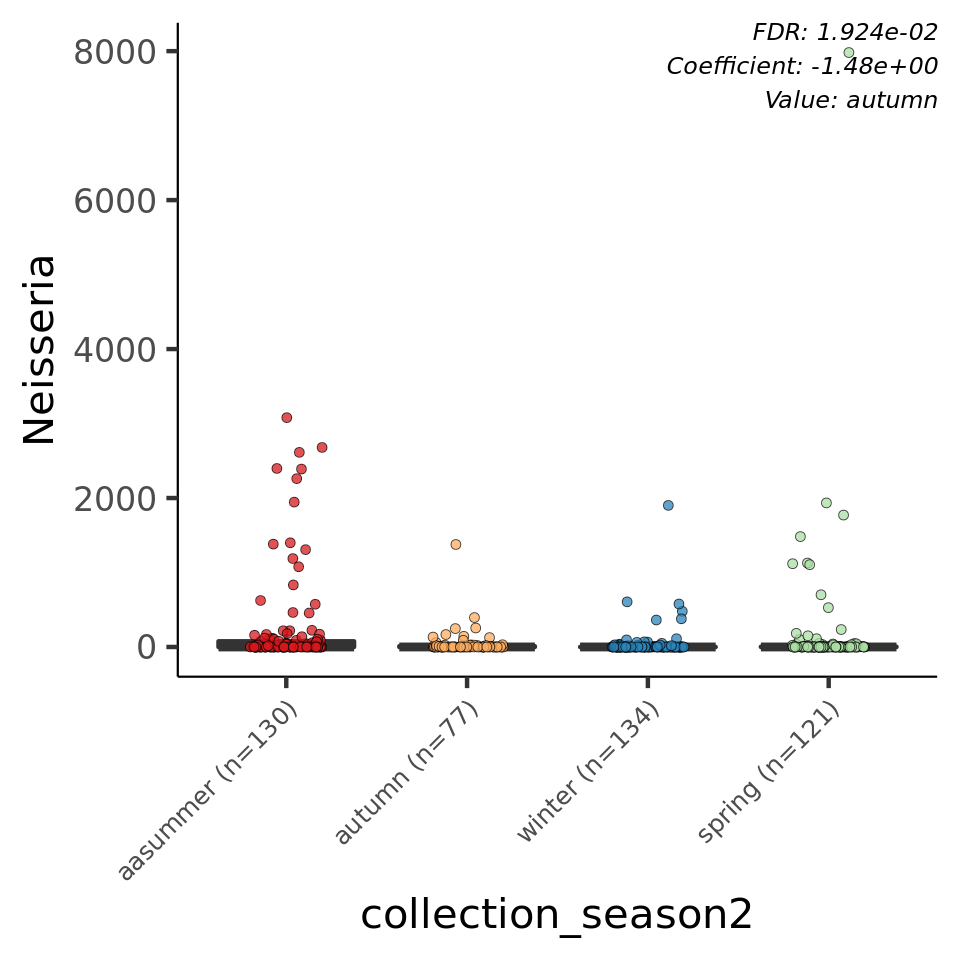 FDR: 1.924e-02
Coefficient: -1.48e+00
Value: autumn
8000
6000
4000
2000
0
Neisseria
aasummer (n=130)
autumn (n=77)
winter (n=134)
spring (n=121)
collection_season2